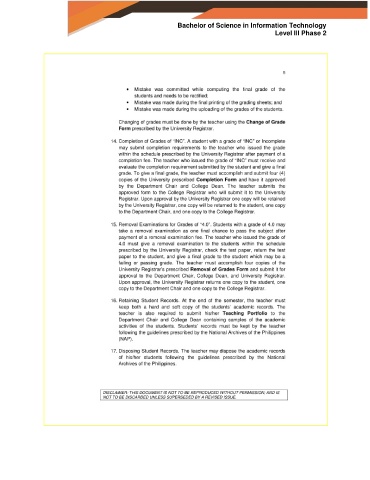 Bachelor of Science in Information Technology
Level III Phase 2
5
• Mistake was committed while computing the final grade of the
students and needs to be rectified;
• Mistake was made during the final printing of the grading sheets; and
• Mistake was made during the uploading of the grades of the students.
Changing of grades must be done by the teacher using the Change of Grade
Form prescribed by the University Registrar.
14. Completion of Grades of "INC". A student with a grade of "INC" or Incomplete
may submit completion requirements to the teacher who issued the grade
within the schedule prescribed by the University Registrar after payment of a
completion fee. The teacher who issued the grade of "INC" must receive and
evaluate the completion requirement submitted by the student and give a final
grade. To give a final grade, the teacher must accomplish and submit four (4)
copies of the University prescribed Completion Form and have it approved
by the Department Chair and College Dean. The teacher submits the
approved form to the College Registrar who will submit it to the University
Registrar. Upon approval by the University Registrar one copy will be retained
by the University Registrar, one copy will be returned to the student, one copy
to the Department Chair, and one copy to the College Registrar.
15. Removal Examinations for Grades of "4.0". Students with a grade of 4.0 may
take a removal examination as one final chance to pass the subject after
payment of a removal examination fee. The teacher who issued the grade of
4.0 must give a removal examination to the students within the schedule
prescribed by the University Registrar, check the test paper, return the test
paper to the student, and give a final grade to the student which may be a
failing or passing grade. The teacher must accomplish four copies of the
University Registrar's prescribed Removal of Grades Form and submit it for
approval to the Department Chair, College Dean, and University Registrar.
Upon approval, the University Registrar returns one copy to the student, one
copy to the Department Chair and one copy to the College Registrar.
16. Retaining Student Records. At the end of the semester, the teacher must
keep both a hard and soft copy of the students' academic records. The
teacher is also required to submit his/her Teaching Portfolio to the
Department Chair and College Dean containing samples of the academic
activities of the students. Students' records must be kept by the teacher
following the guidelines prescribed by the National Archives of the Philippines
(NAP).
17. Disposing Student Records. The teacher may dispose the academic records
of his/her students following the guidelines prescribed by the National
Archives of the Philippines.
DISCLAIMER: THIS DOCUMENT IS NOT TO BE REPRODUCED WITHOUT PERMISSION; AND IS
NOT TO BE DISCARDED UNLESS SUPERSEDED BY A REVISED ISSUE.